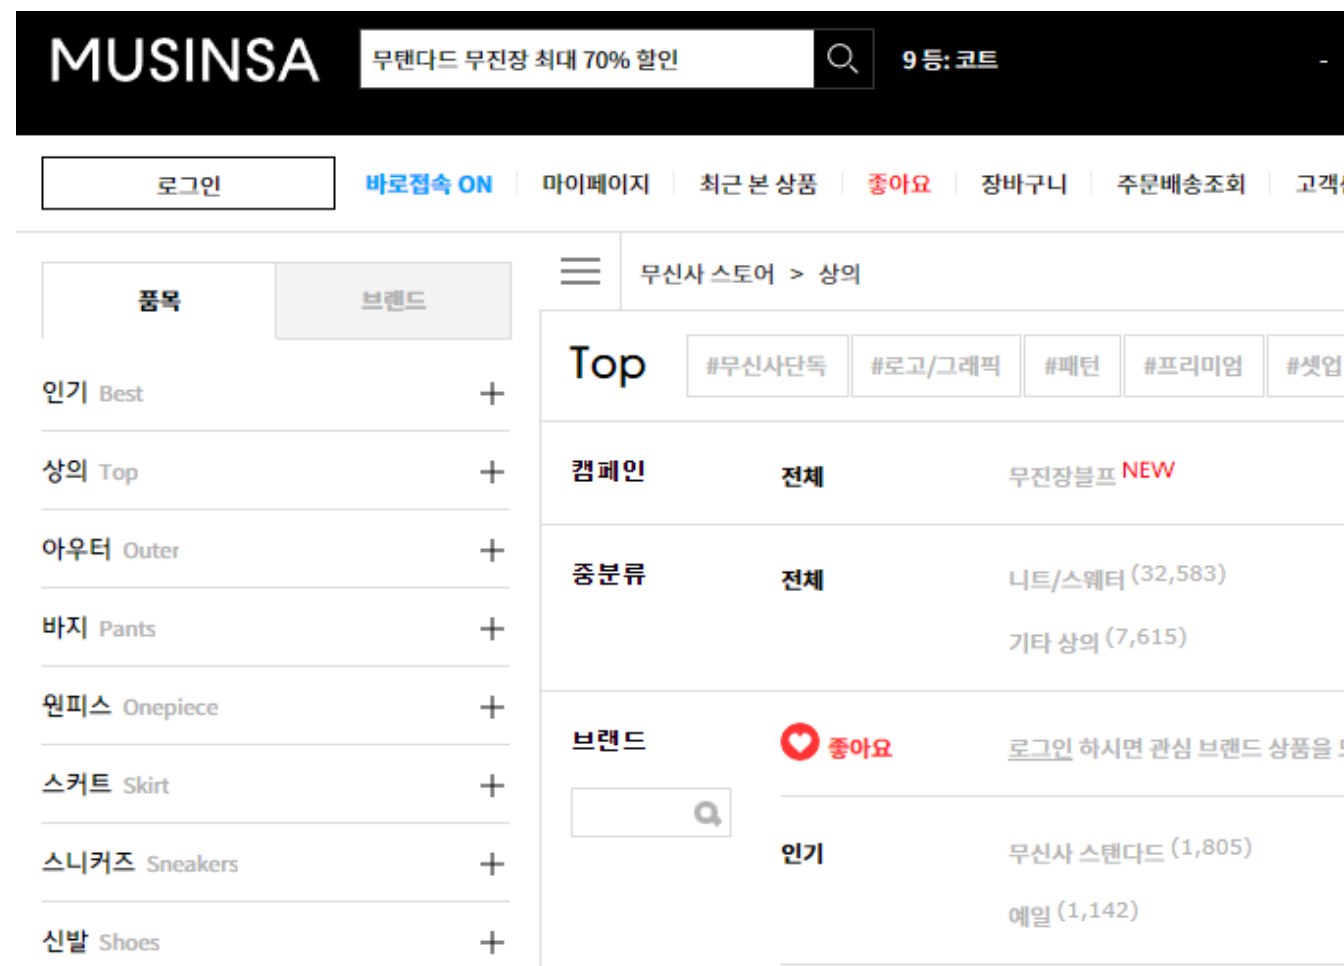 MUSINSA 무탠다드 무진장 최대 70% 할인 9 등: 코트 -
로그인 바로접속 ON 마이페이지 최근 본 상품 좋아요 장바구니 주문배송조회 고객
품목 브랜드
무신사 스토어 > 상의
Top #무신사단독 #로고/그래픽 #패턴 #프리미엄 #셋업
인기 Best
상의 Top
아우터 Outer
바지 Pants
원피스 Onepiece
스커트 Skirt
스니커즈 Sneakers
신발 Shoes
캠페인 전체 무진장블프 NEW
중분류 전체 니트/스웨터 (32,583)
기타 상의 (7,615)
브랜드 좋아요 로그인 하시면 관심 브랜드 상품을
인기 무신사 스탠다드 (1,805)
예일 (1,142)